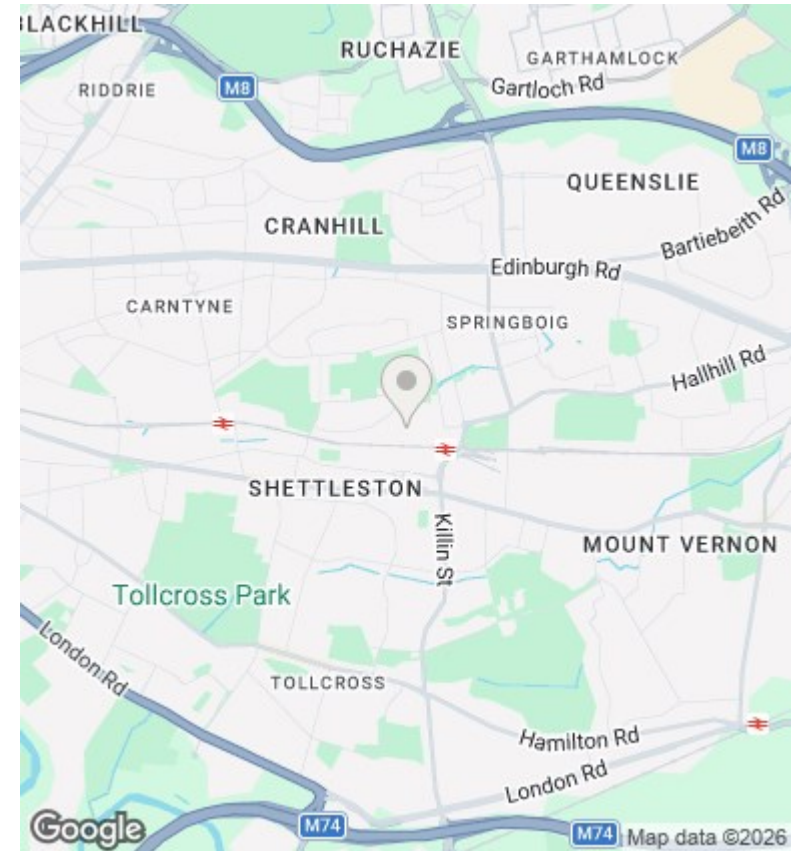 BLACKHILL
RUCHAZIE
GARTHAMLOCK
RIDDRIE
M8
Gartloch Rd
M8
QUEENSLIE
Bartiebeith Rd
CRANHILL
Edinburgh Rd
CARNTYNE
SPRINGBOIG
Hallhill Rd
SHETTLESTON
Killin St
MOUNT VERNON
Tollcross Park
London Rd
TOLLCROSS
Hamilton Rd
London Rd
M74
M74
Google
Map data ©2026